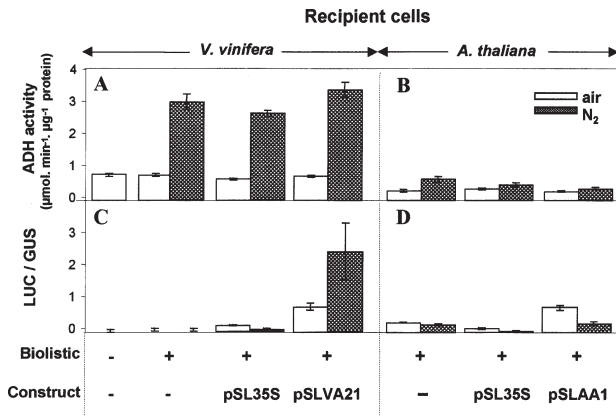 Recipient cells
V. vinifera
A. thaliana
A
B
air
N₂
ADH activity
(µmol. min⁻¹. µg⁻¹ protein)
4
3
2
1
0
C
D
LUC / GUS
3
2
1
0
Biolistic - + + + + + +
Construct - - pSL35S pSLVA21 – pSL35S pSLAA1